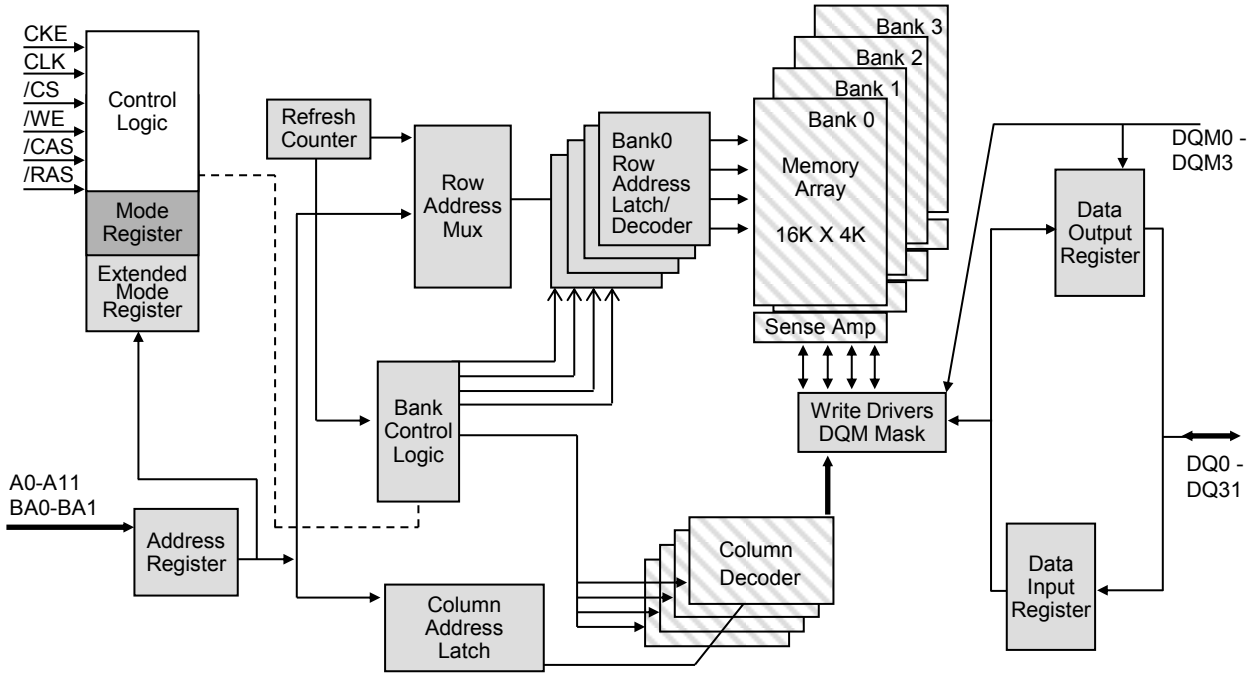 CKE
CLK
/CS
/WE
/CAS
/RAS
Control
Logic
Mode
Register
Extended
Mode
Register
Refresh
Counter
Row
Address
Mux
Bank0
Row
Address
Latch/
Decoder
Bank 3
Bank 2
Bank 1
Bank 0
Memory
Array
16K X 4K
Sense Amp
DQM0 -
DQM3
Data
Output
Register
Bank
Control
Logic
Write Drivers
DQM Mask
DQ0 -
DQ31
A0-A11
BA0-BA1
Address
Register
Column
Address
Latch
Column
Decoder
Data
Input
Register